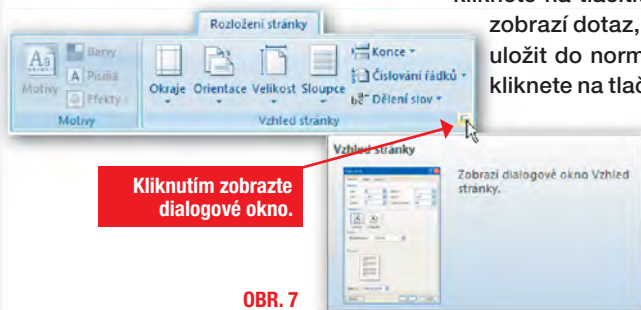 zobrazí dotaz,
uložit do norm
kliknete na tlač
Rozložení stránky
Motivy
Barvy
Písma
Efekty
Motivy
Okraje
Orientace
Velikost
Sloupce
Konce
Číslování řádků
Dělení slov
Vzhled stránky
Vzhled stránky
Zobrazí dialogové okno Vzhled
stránky.
Kliknutím zobrazte
dialogové okno.
OBR. 7